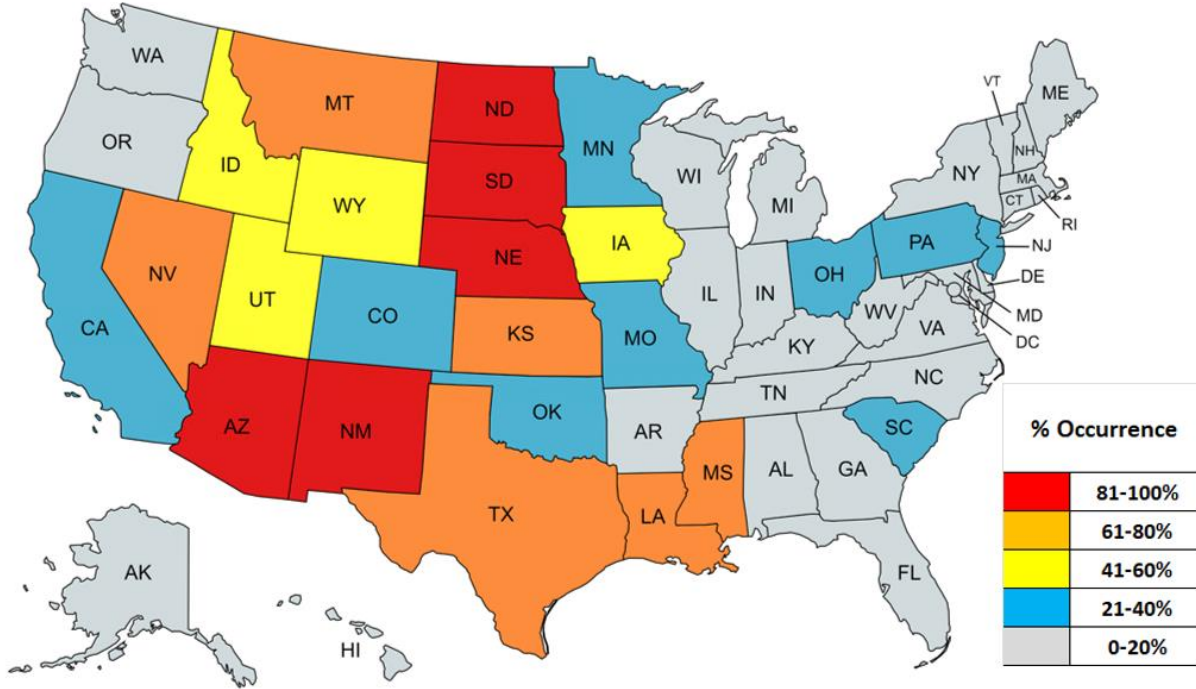 WA
MT
ND
MN
VT
ME
OR
ID
SD
WI
NY
NH
MA
CT
RI
WY
MI
IA
PA
NJ
NE
OH
NV
UT
CO
IL
IN
DE
CA
KS
MO
WV
VA
MD
DC
KY
NC
TN
AZ
NM
OK
AR
SC
MS
AL
GA
TX
LA
FL
AK
HI
% Occurrence
81-100%
61-80%
41-60%
21-40%
0-20%